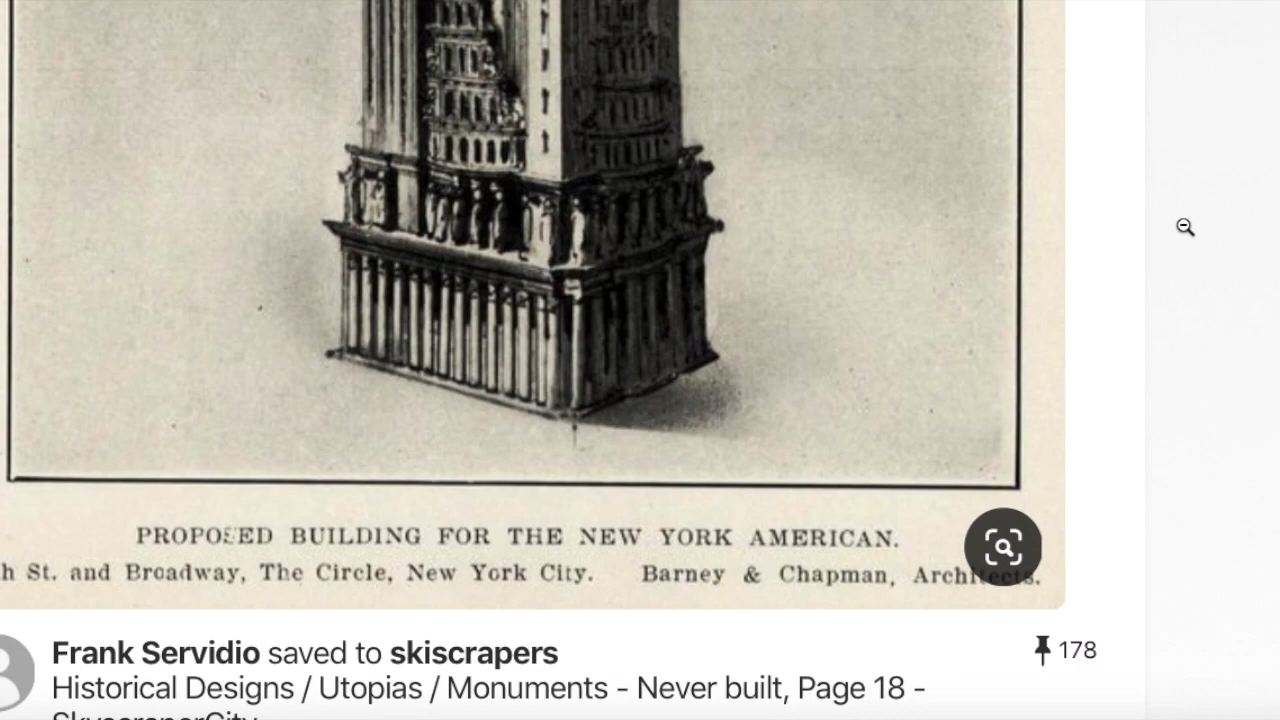 PROPOSED BUILDING FOR THE NEW YORK AMERICAN.
h St. and Broadway, The Circle, New York City. Barney & Chapman, Architects.
Frank Servidio saved to skiscrapers
178
Historical Designs / Utopias / Monuments - Never built, Page 18 -
SkyscraperCity